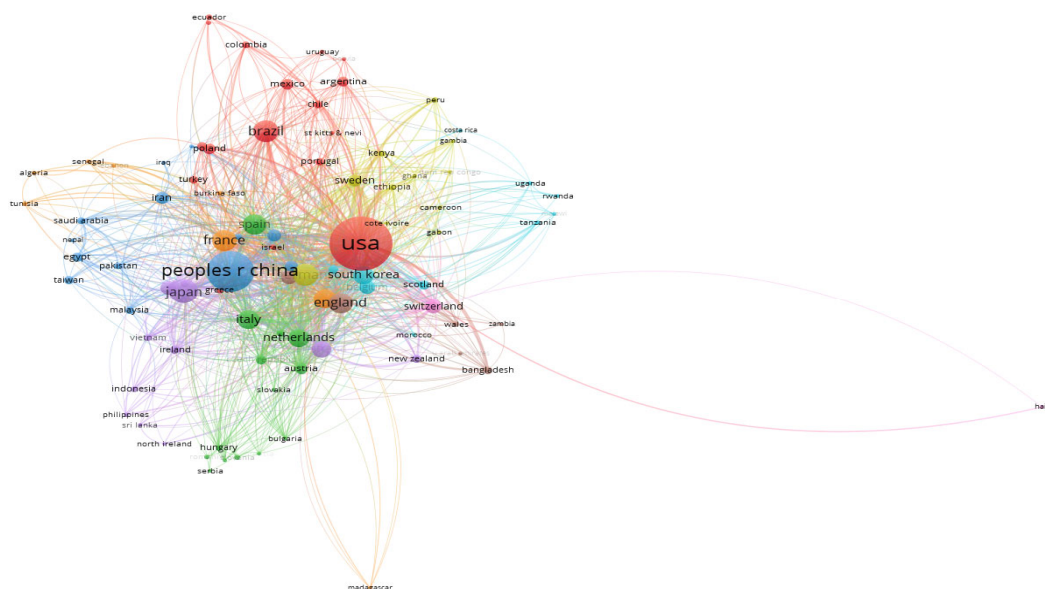 ecuador
colombia
uruguay
mexico
argentina
chile
peru
brazil
st kitts & nevi
costa rica
gambia
poland
portugal
kenya
senegal
iraq
algeria
turkey
sweden
ghana
ethiopia
uganda
rwanda
burkina faso
iran
tunisia
cameroon
saudi arabia
spain
cote ivoire
tanzania
gabon
nepal
france
israel
usa
egypt
pakistan
peoples r china
south korea
taiwan
scotland
belgium
japan
greece
england
switzerland
malaysia
italy
wales
zambia
vietnam
netherlands
morocco
ireland
new zealand
austria
bangladesh
indonesia
slovakia
philippines
sri lanka
north ireland
bulgaria
hungary
serbia
madagascar